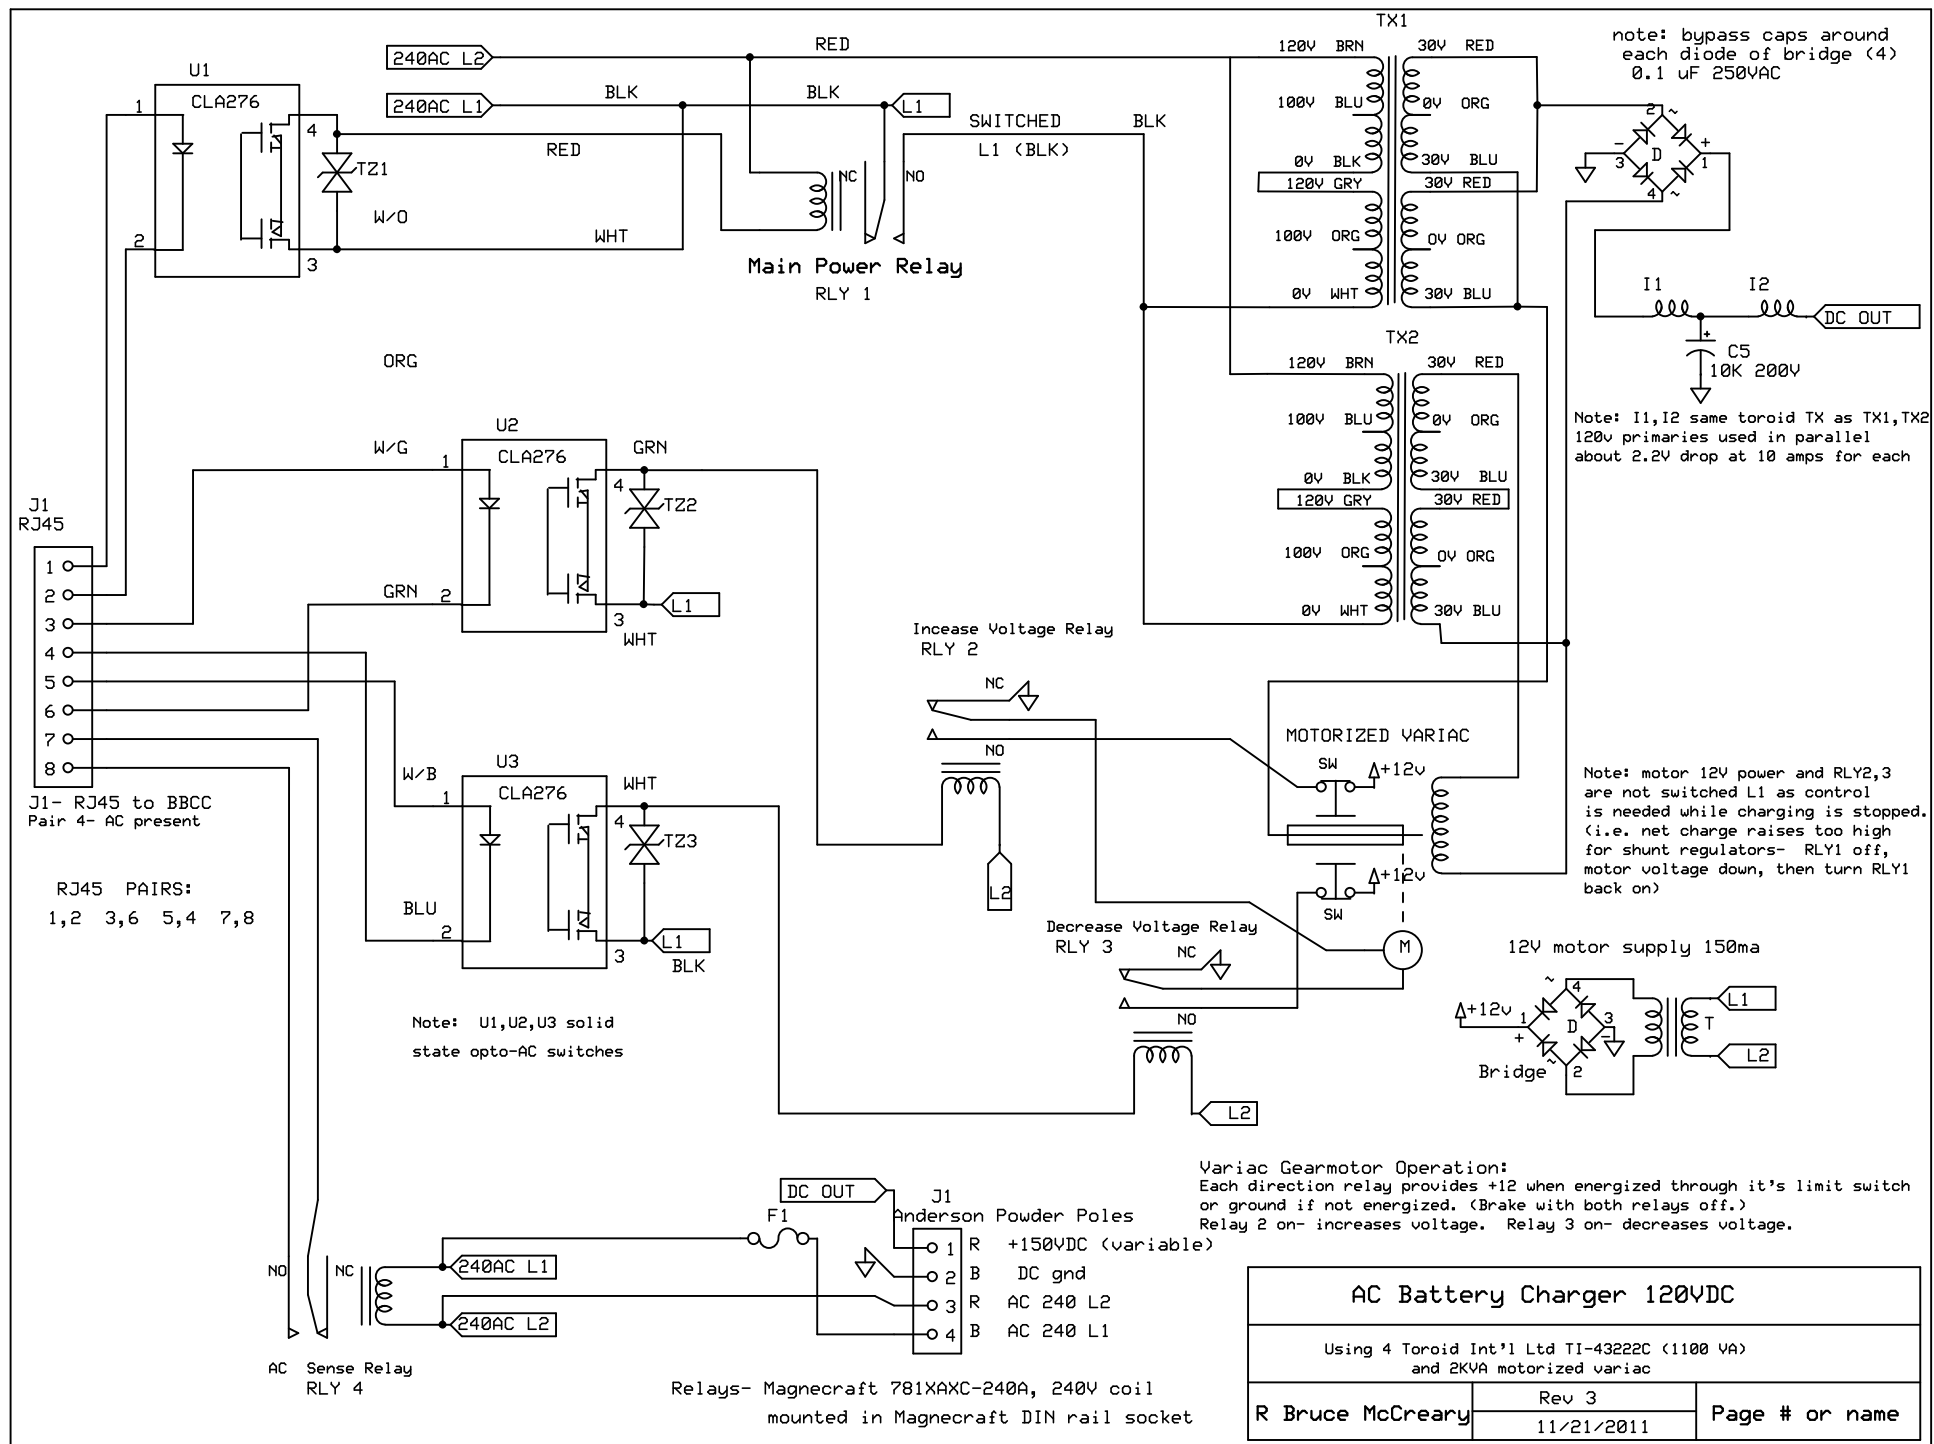 TX1
note: bypass caps around
each diode of bridge (4)
0.1 uF 250VAC
240AC L2
RED
120V BRN
30V RED
U1
CLA276
1
2
4
3
240AC L1
BLK
BLK
L1
100V BLU
0V ORG
SWITCHED
L1 (BLK)
BLK
RED
TZ1
W/O
WHT
NC
NO
0V BLK
30V BLU
120V GRY
30V RED
100V ORG
0V ORG
0V WHT
30V BLU
2
~
-
3
D
+
1
4
~
Main Power Relay
RLY 1
I1
I2
DC OUT
+
C5
10K 200V
TX2
120V BRN
30V RED
100V BLU
0V ORG
0V BLK
30V BLU
120V GRY
30V RED
100V ORG
0V ORG
0V WHT
30V BLU
Note: I1,I2 same toroid TX as TX1,TX2
120v primaries used in parallel
about 2.2V drop at 10 amps for each
ORG
U2
CLA276
W/G
1
GRN
4
TZ2
GRN
2
3
L1
WHT
J1
RJ45
1
2
3
4
5
6
7
8
J1- RJ45 to BBCC
Pair 4- AC present
RJ45 PAIRS:
1,2 3,6 5,4 7,8
Incease Voltage Relay
RLY 2
NC
NO
L2
MOTORIZED VARIAC
SW
+12v
+12v
SW
M
Note: motor 12V power and RLY2,3
are not switched L1 as control
is needed while charging is stopped.
(i.e. net charge raises too high
for shunt regulators- RLY1 off,
motor voltage down, then turn RLY1
back on)
U3
CLA276
W/B
1
WHT
4
TZ3
BLU
2
3
L1
BLK
Decrease Voltage Relay
RLY 3
NC
NO
L2
Note: U1,U2,U3 solid
state opto-AC switches
12V motor supply 150ma
~
4
+12v
1
+
D
3
-
~
2
Bridge
T
L1
L2
Variac Gearmotor Operation:
Each direction relay provides +12 when energized through it's limit switch
or ground if not energized. (Brake with both relays off.)
Relay 2 on- increases voltage. Relay 3 on- decreases voltage.
DC OUT
F1
J1
Anderson Powder Poles
1 R +150VDC (variable)
2 B DC gnd
3 R AC 240 L2
4 B AC 240 L1
NO
NC
240AC L1
240AC L2
AC Sense Relay
RLY 4
Relays- Magnecraft 781XAXC-240A, 240V coil
mounted in Magnecraft DIN rail socket
AC Battery Charger 120VDC
Using 4 Toroid Int'l Ltd TI-43222C (1100 VA)
and 2KVA motorized variac
R Bruce McCreary
Rev 3
11/21/2011
Page # or name